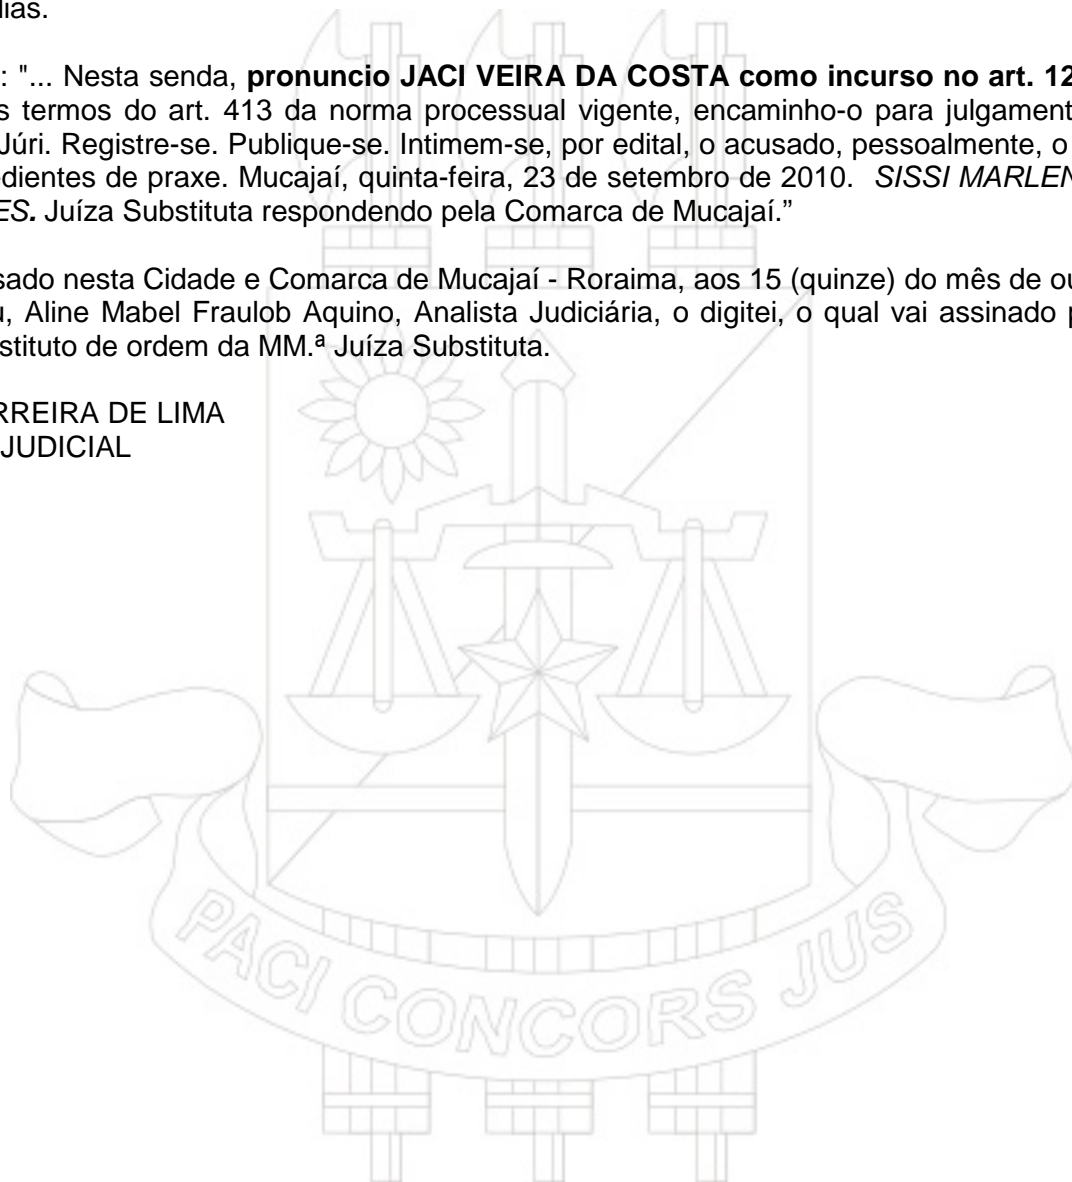 lias.
: "... Nesta senda, pronuncio JACI VEIRA DA COSTA como incurso no art. 12
s termos do art. 413 da norma processual vigente, encaminho-o para julgament
Júri. Registre-se. Publique-se. Intimem-se, por edital, o acusado, pessoalmente, o
edientes de praxe. Mucajaí, quinta-feira, 23 de setembro de 2010. SISSI MARLEN
ES. Juíza Substituta respondendo pela Comarca de Mucajaí.”
sado nesta Cidade e Comarca de Mucajaí - Roraima, aos 15 (quinze) do mês de ou
u, Aline Mabel Fraulob Aquino, Analista Judiciária, o digitei, o qual vai assinado p
stituto de ordem da MM.ª Juíza Substituta.
RREIRA DE LIMA
JUDICIAL
PACI CONCORS JUS